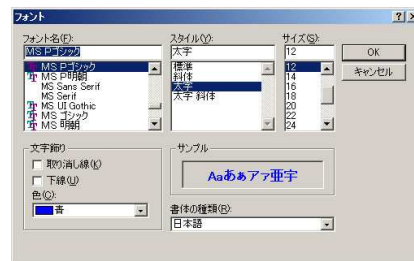 フォント
フォント名(F):
MS Pゴシック
MS Pゴシック
MS P明朝
MS Sans Serif
MS Serif
MS UI Gothic
MS ゴシック
MS 明朝
スタイル(Y):
太字
標準
斜体
太字
太字 斜体
サイズ(S):
12
12
14
16
18
20
22
24
OK
キャンセル
文字飾り
取り消し線(K)
下線(U)
色(C):
青
サンプル
Aaあぁアァ亜宇
書体の種類(R):
日本語